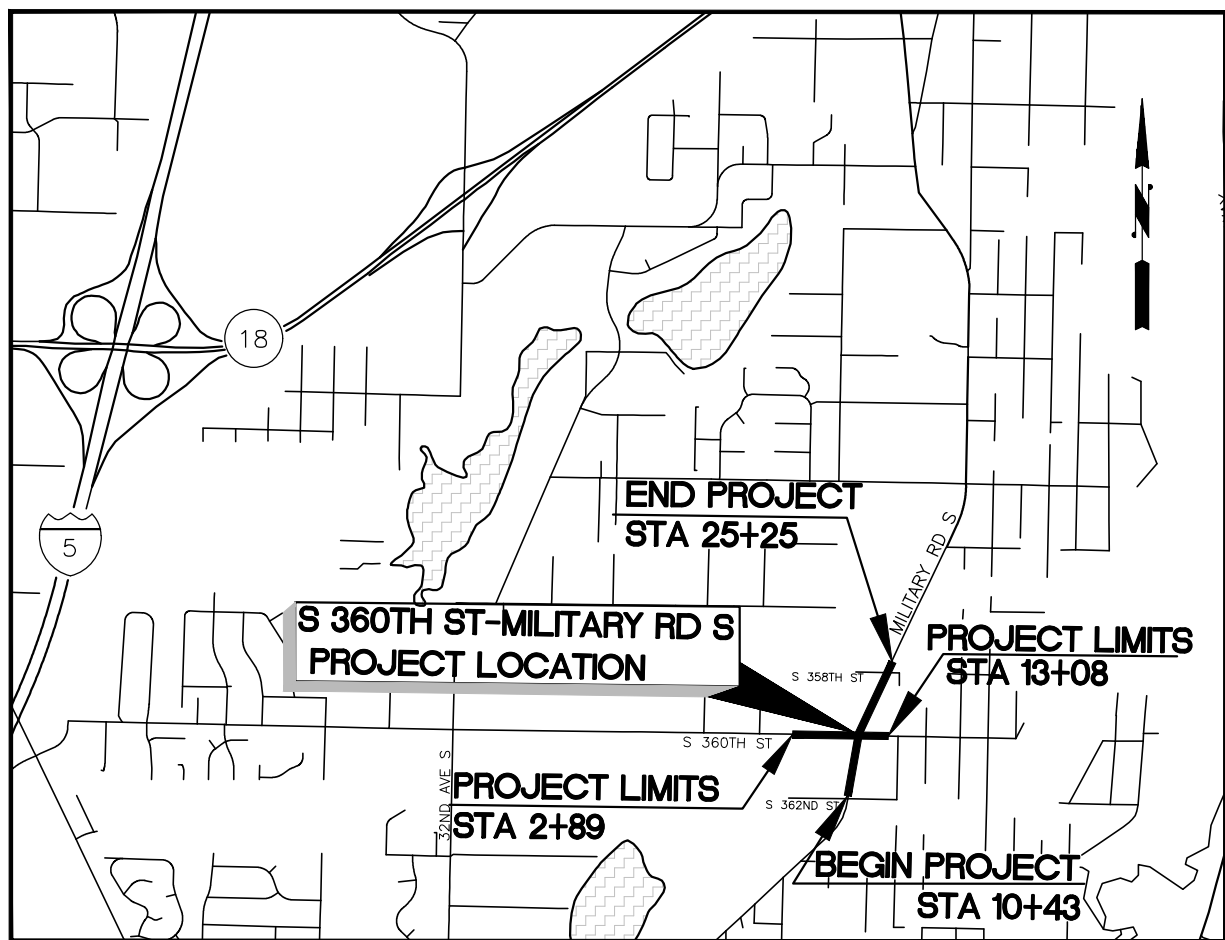 N
18
5
END PROJECT
STA 25+25
MILITARY RD S
S 360TH ST-MILITARY RD S
PROJECT LOCATION
PROJECT LIMITS
STA 13+08
S 358TH ST
S 360TH ST
32ND AVE S
PROJECT LIMITS
STA 2+89
S 362ND ST
BEGIN PROJECT
STA 10+43